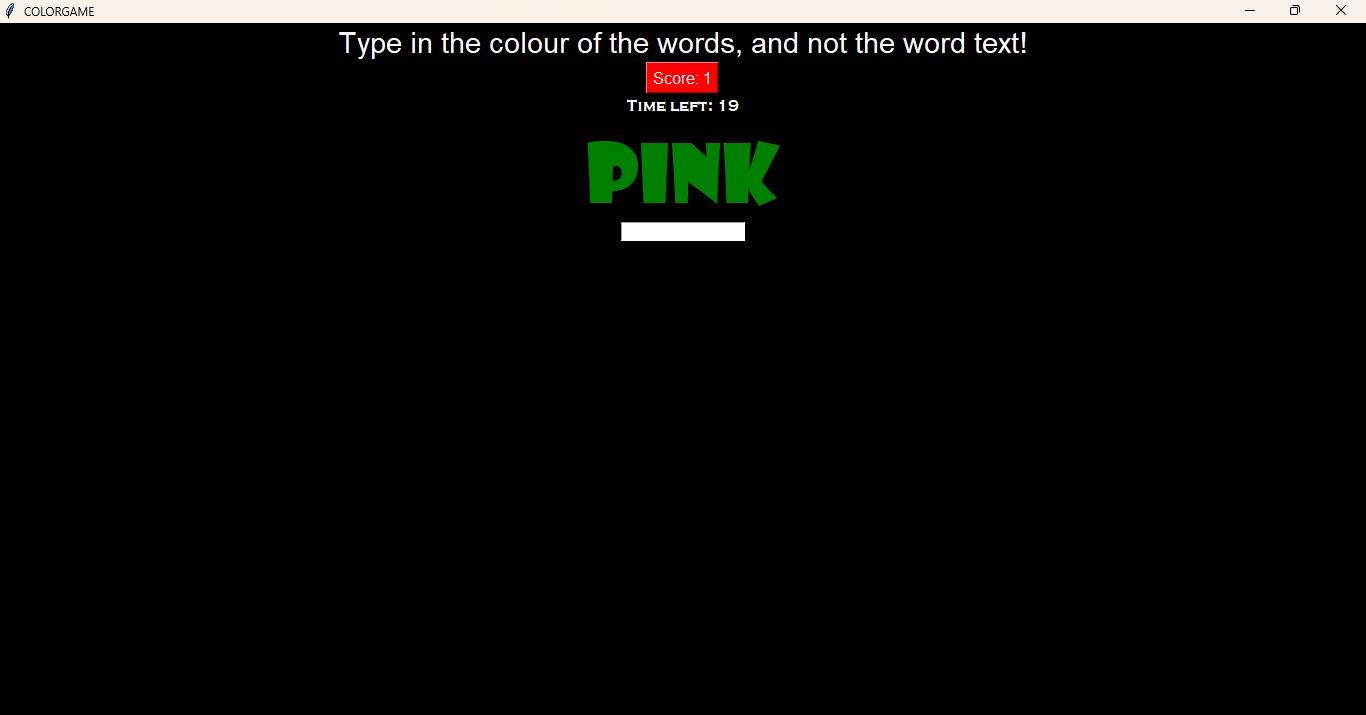 COLORGAME
Type in the colour of the words, and not the word text!
Score: 1
Time left: 19
PINK